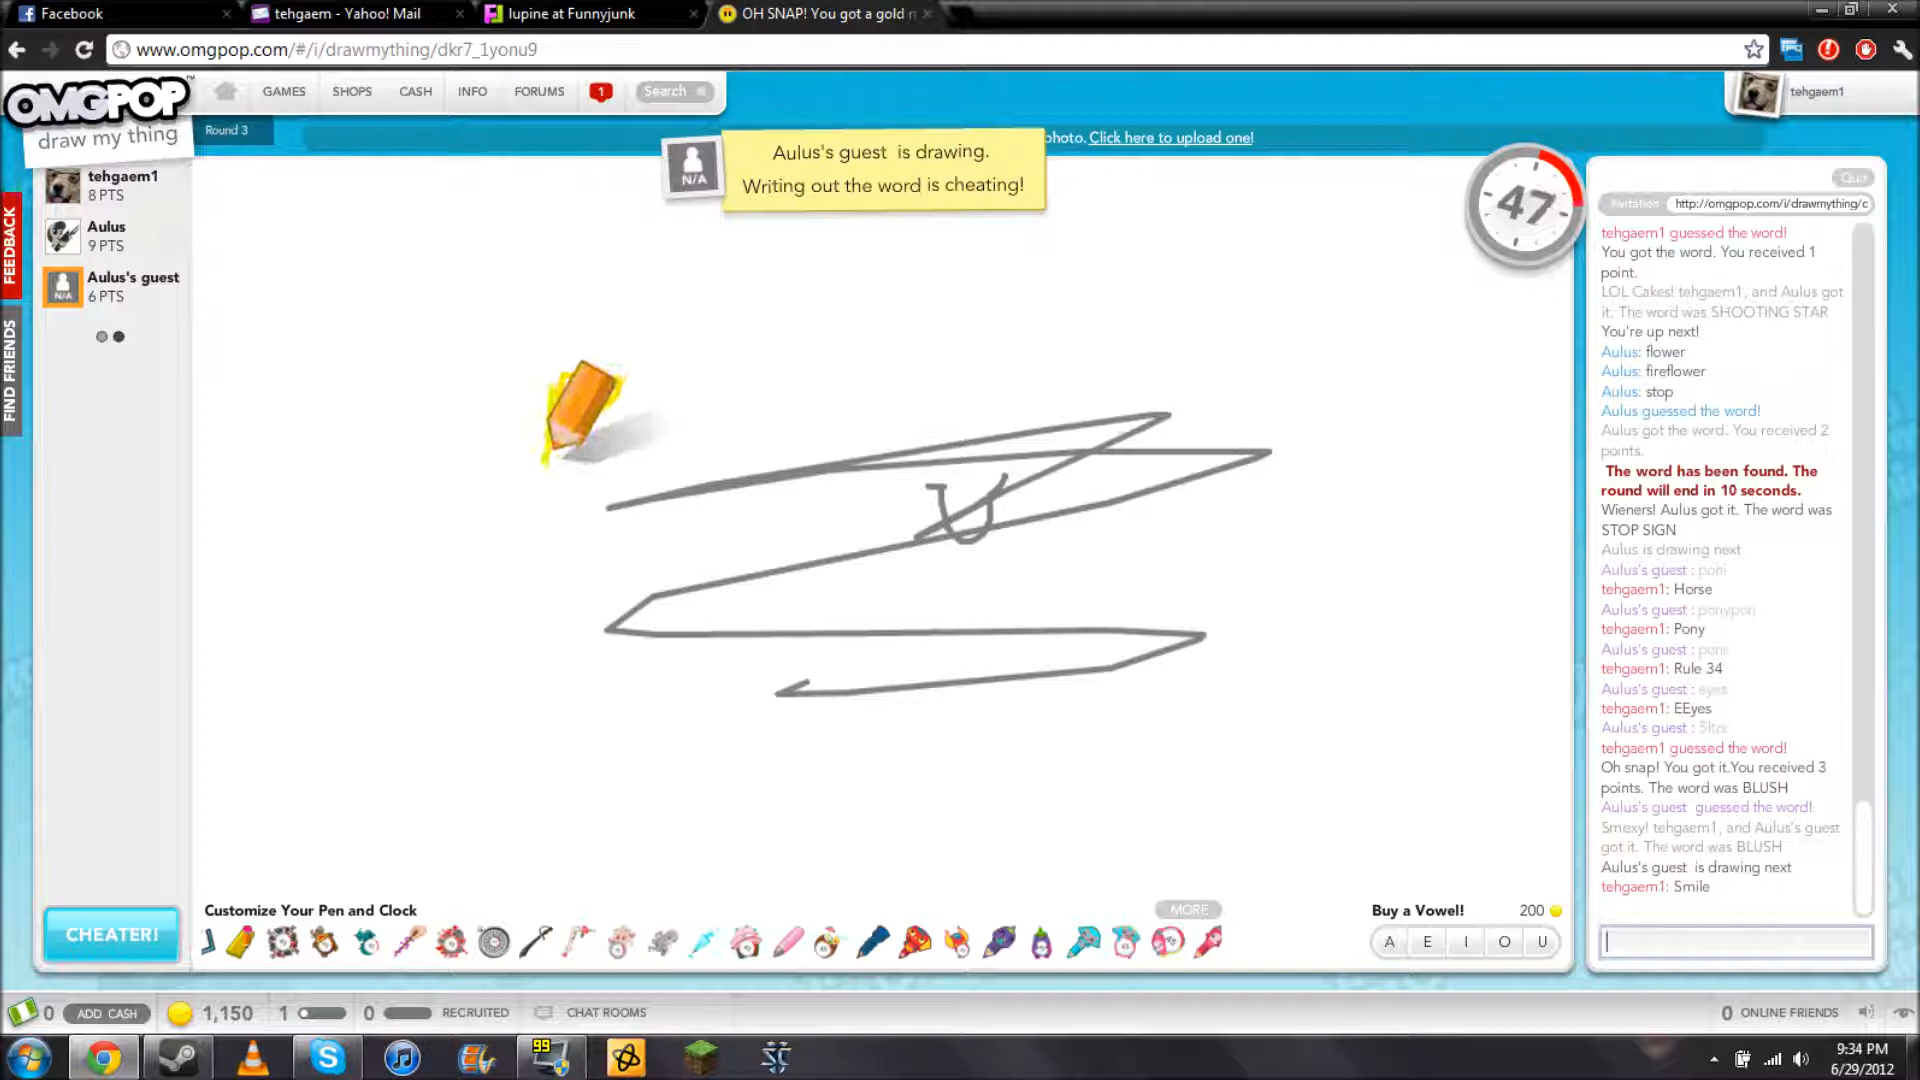 Facebook
tehgaem - Yahoo! Mail
lupine at Funnyjunk
OH SNAP! You got a gold
www.omgpop.com/#/i/drawmything/dkr7_1yonu9
OMGPOP
draw my thing
GAMES
SHOPS
CASH
INFO
FORUMS
1
Search
tehgaem1
Round 3
photo. Click here to upload one!
N/A
Aulus's guest is drawing.
Writing out the word is cheating!
47
FEEDBACK
FIND FRIENDS
tehgaem1
8 PTS
Aulus
9 PTS
N/A
Aulus's guest
6 PTS
Quit
Invitation
http://omgpop.com/i/drawmything/c
tehgaem1 guessed the word!
You got the word. You received 1
point.
LOL Cakes! tehgaem1, and Aulus got
it. The word was SHOOTING STAR
You're up next!
Aulus: flower
Aulus: fireflower
Aulus: stop
Aulus guessed the word!
Aulus got the word. You received 2
points.
The word has been found. The
round will end in 10 seconds.
Wieners! Aulus got it. The word was
STOP SIGN
Aulus is drawing next
Aulus's guest : poni
tehgaem1: Horse
Aulus's guest : ponypon
tehgaem1: Pony
Aulus's guest :
tehgaem1: Rule 34
Aulus's guest : eyes
tehgaem1: EEyes
Aulus's guest :
tehgaem1 guessed the word!
Oh snap! You got it.You received 3
points. The word was BLUSH
Aulus's guest guessed the word!
Smexy! tehgaem1, and Aulus's guest
got it. The word was BLUSH
Aulus's guest is drawing next
tehgaem1: Smile
CHEATER!
Customize Your Pen and Clock
MORE
Buy a Vowel!
200
A E I O U
0
ADD CASH
1,150
1
0
RECRUITED
CHAT ROOMS
0 ONLINE FRIENDS
99
9:34 PM
6/29/2012